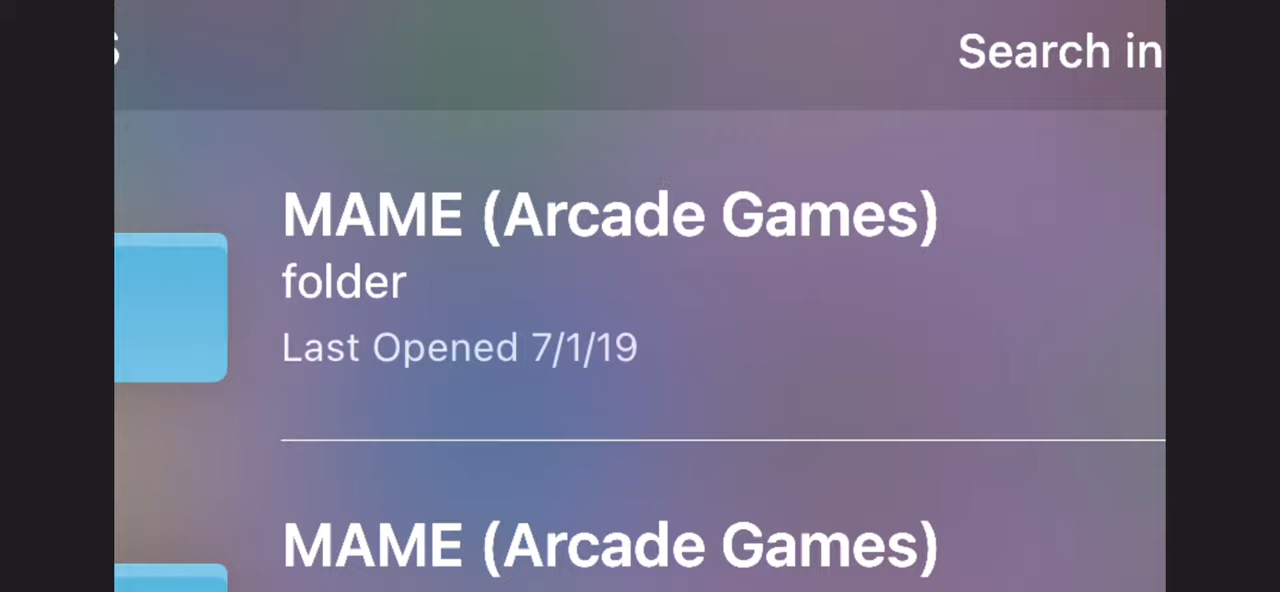 Search in
MAME (Arcade Games)
folder
Last Opened 7/1/19
MAME (Arcade Games)